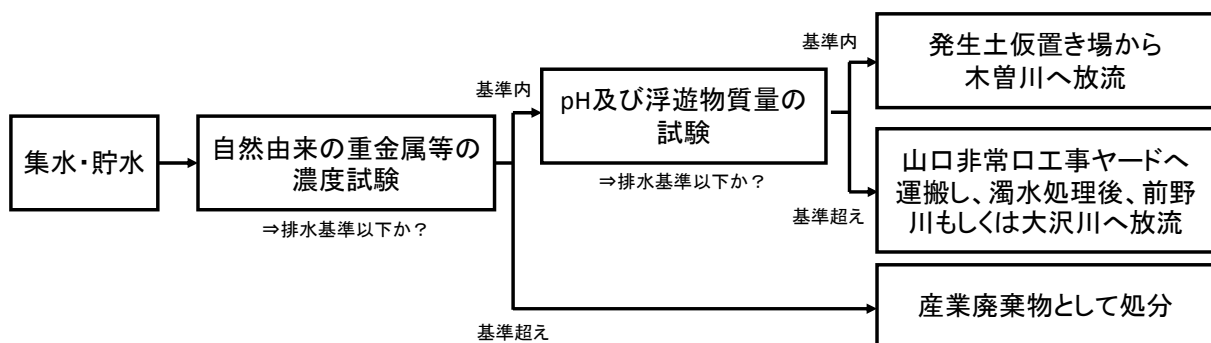 集水・貯水
自然由来の重金属等の
濃度試験
⇒排水基準以下か？
基準内
pH及び浮遊物質量の
試験
⇒排水基準以下か？
基準内
発生土仮置き場から
木曽川へ放流
基準超え
山口非常口工事ヤードへ
運搬し、濁水処理後、前野
川もしくは大沢川へ放流
基準超え
産業廃棄物として処分